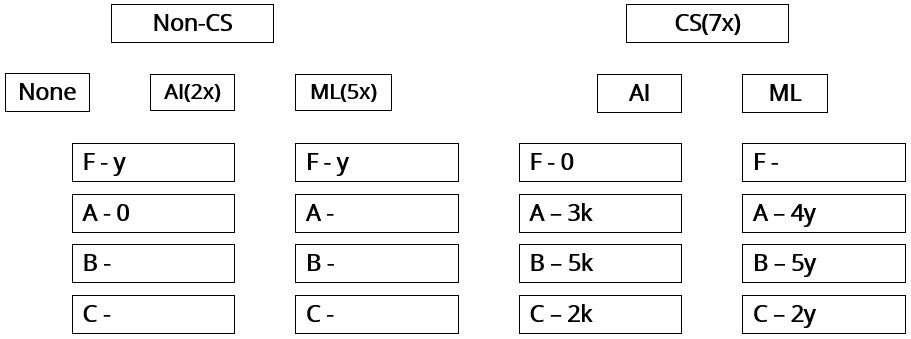 Non-CS CS(7x)
None AI(2x) ML(5x) AI ML
F - y F - y F - 0 F -
A - 0 A - A – 3k A – 4y
B - B - B – 5k B – 5y
C - C - C – 2k C – 2y